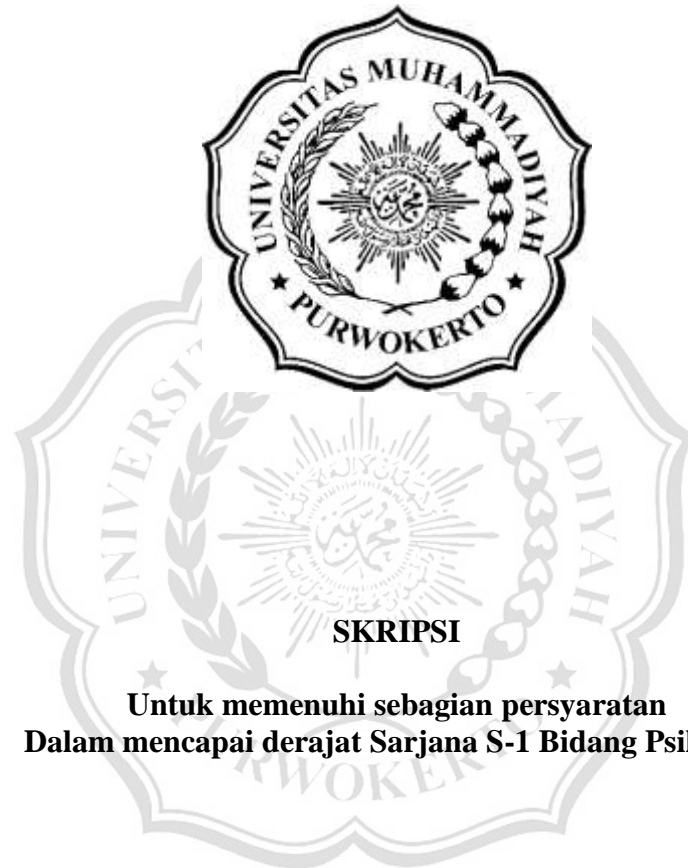 UNIVERSITAS MUHAMMADIYAH
PURWOKERTO
SKRIPSI
Untuk memenuhi sebagian persyaratan
Dalam mencapai derajat Sarjana S-1 Bidang